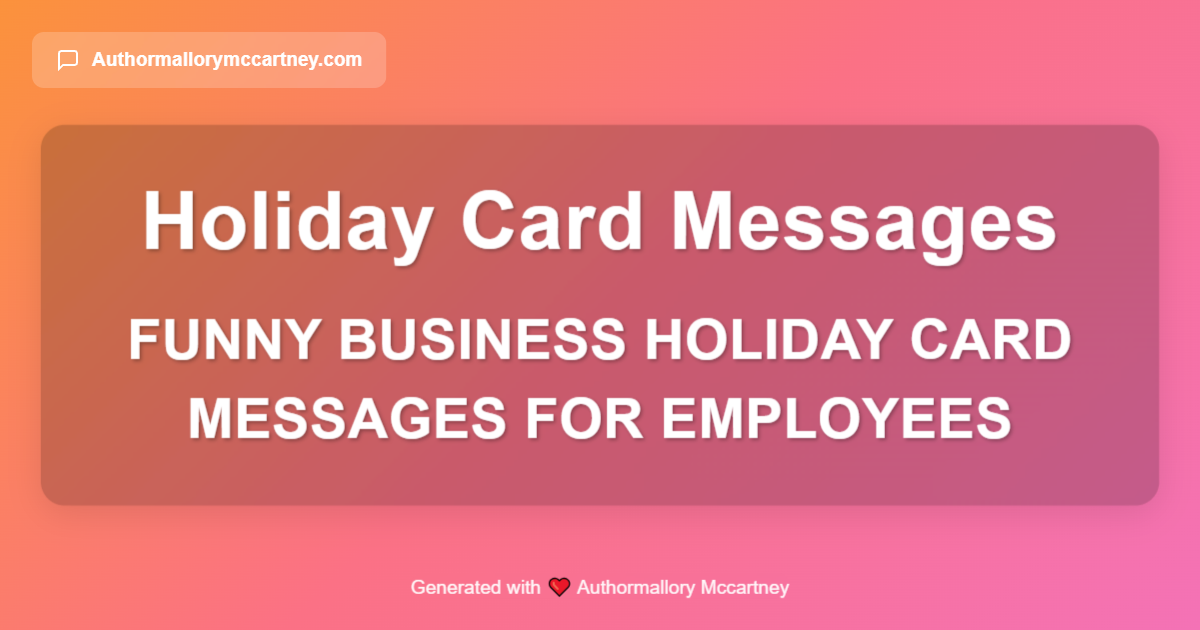 Authormallorymccartney.com
Holiday Card Messages
FUNNY BUSINESS HOLIDAY CARD
MESSAGES FOR EMPLOYEES
Generated with ❤️ Authormallory Mccartney